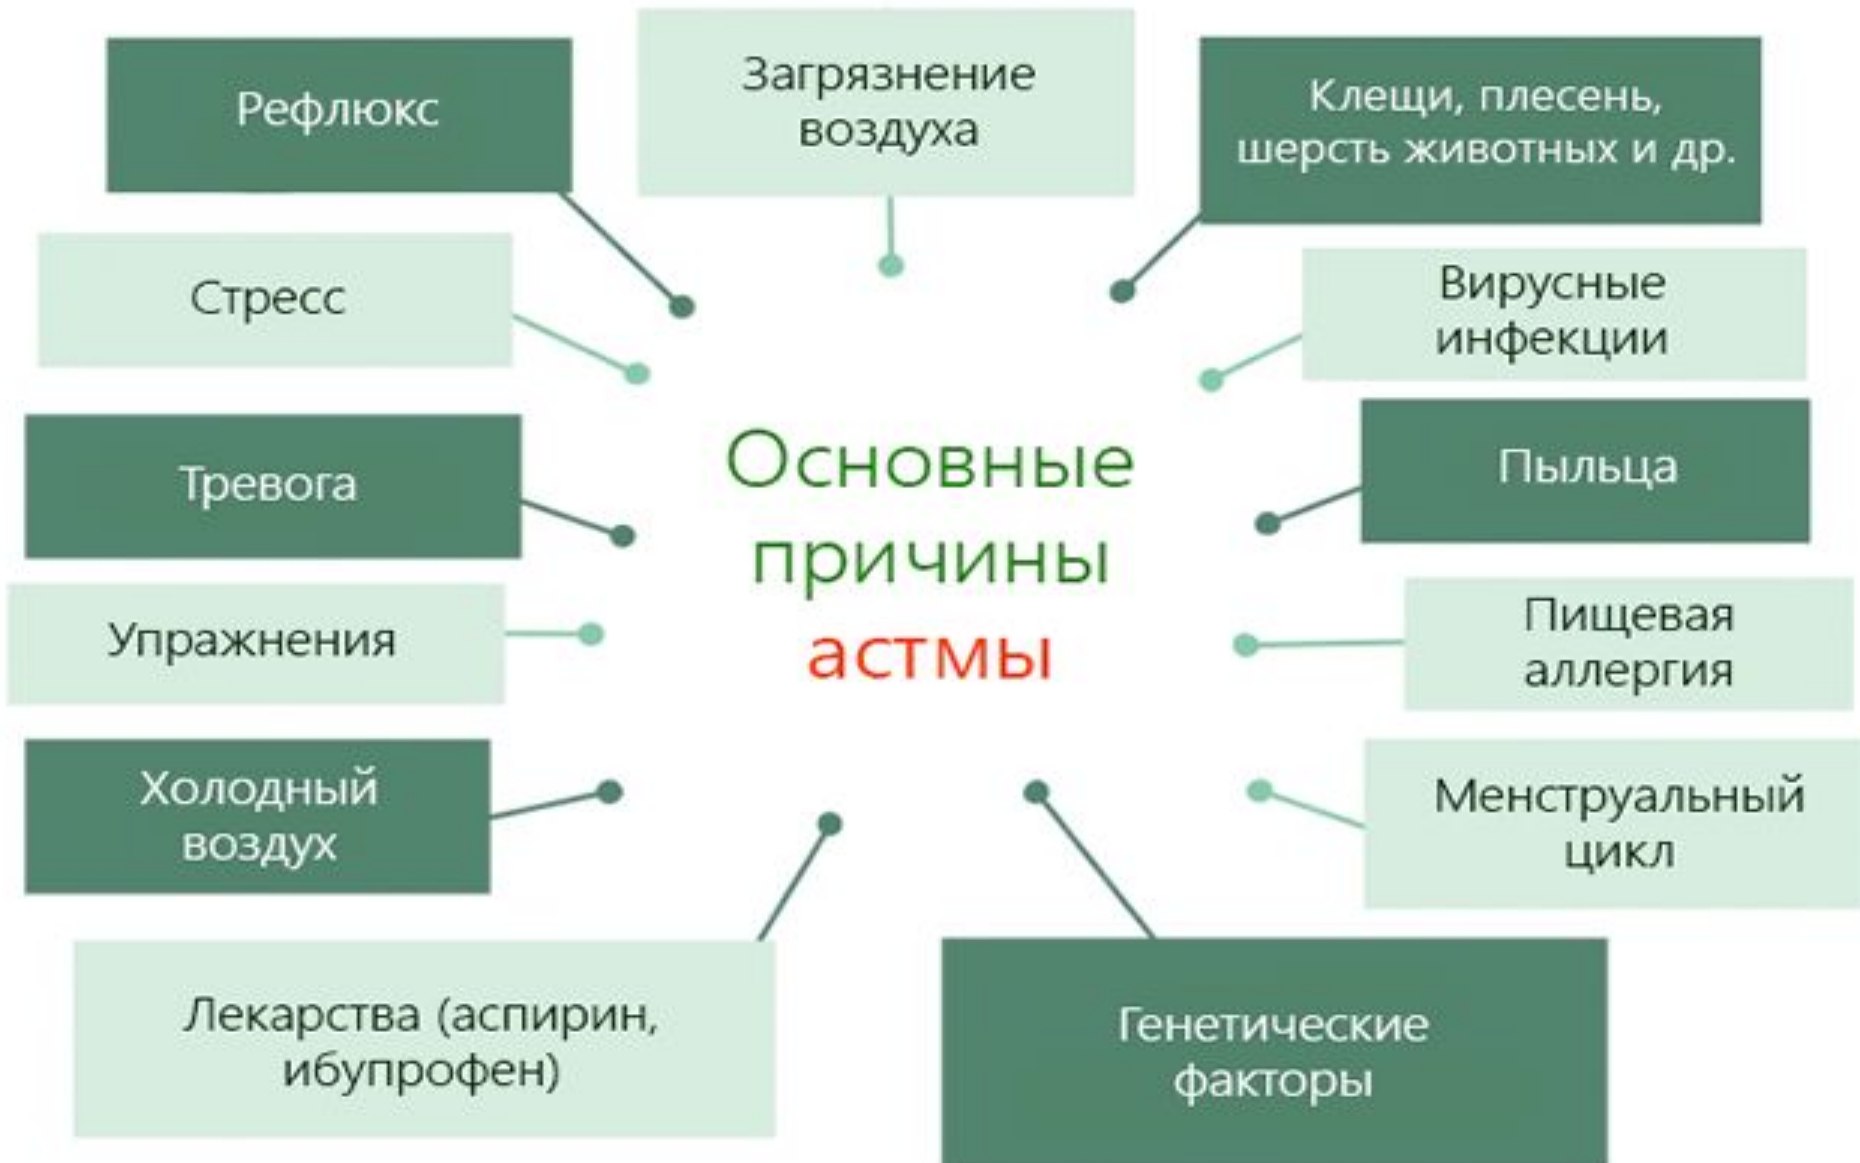 Рефлюкс
Загрязнение
воздуха
Клещи, плесень,
шерсть животных и др.
Стресс
Вирусные
инфекции
Тревога
Основные
причины
астмы
Пыльца
Упражнения
Пищевая
аллергия
Холодный
воздух
Менструальный
цикл
Лекарства (аспирин,
ибупрофен)
Генетические
факторы